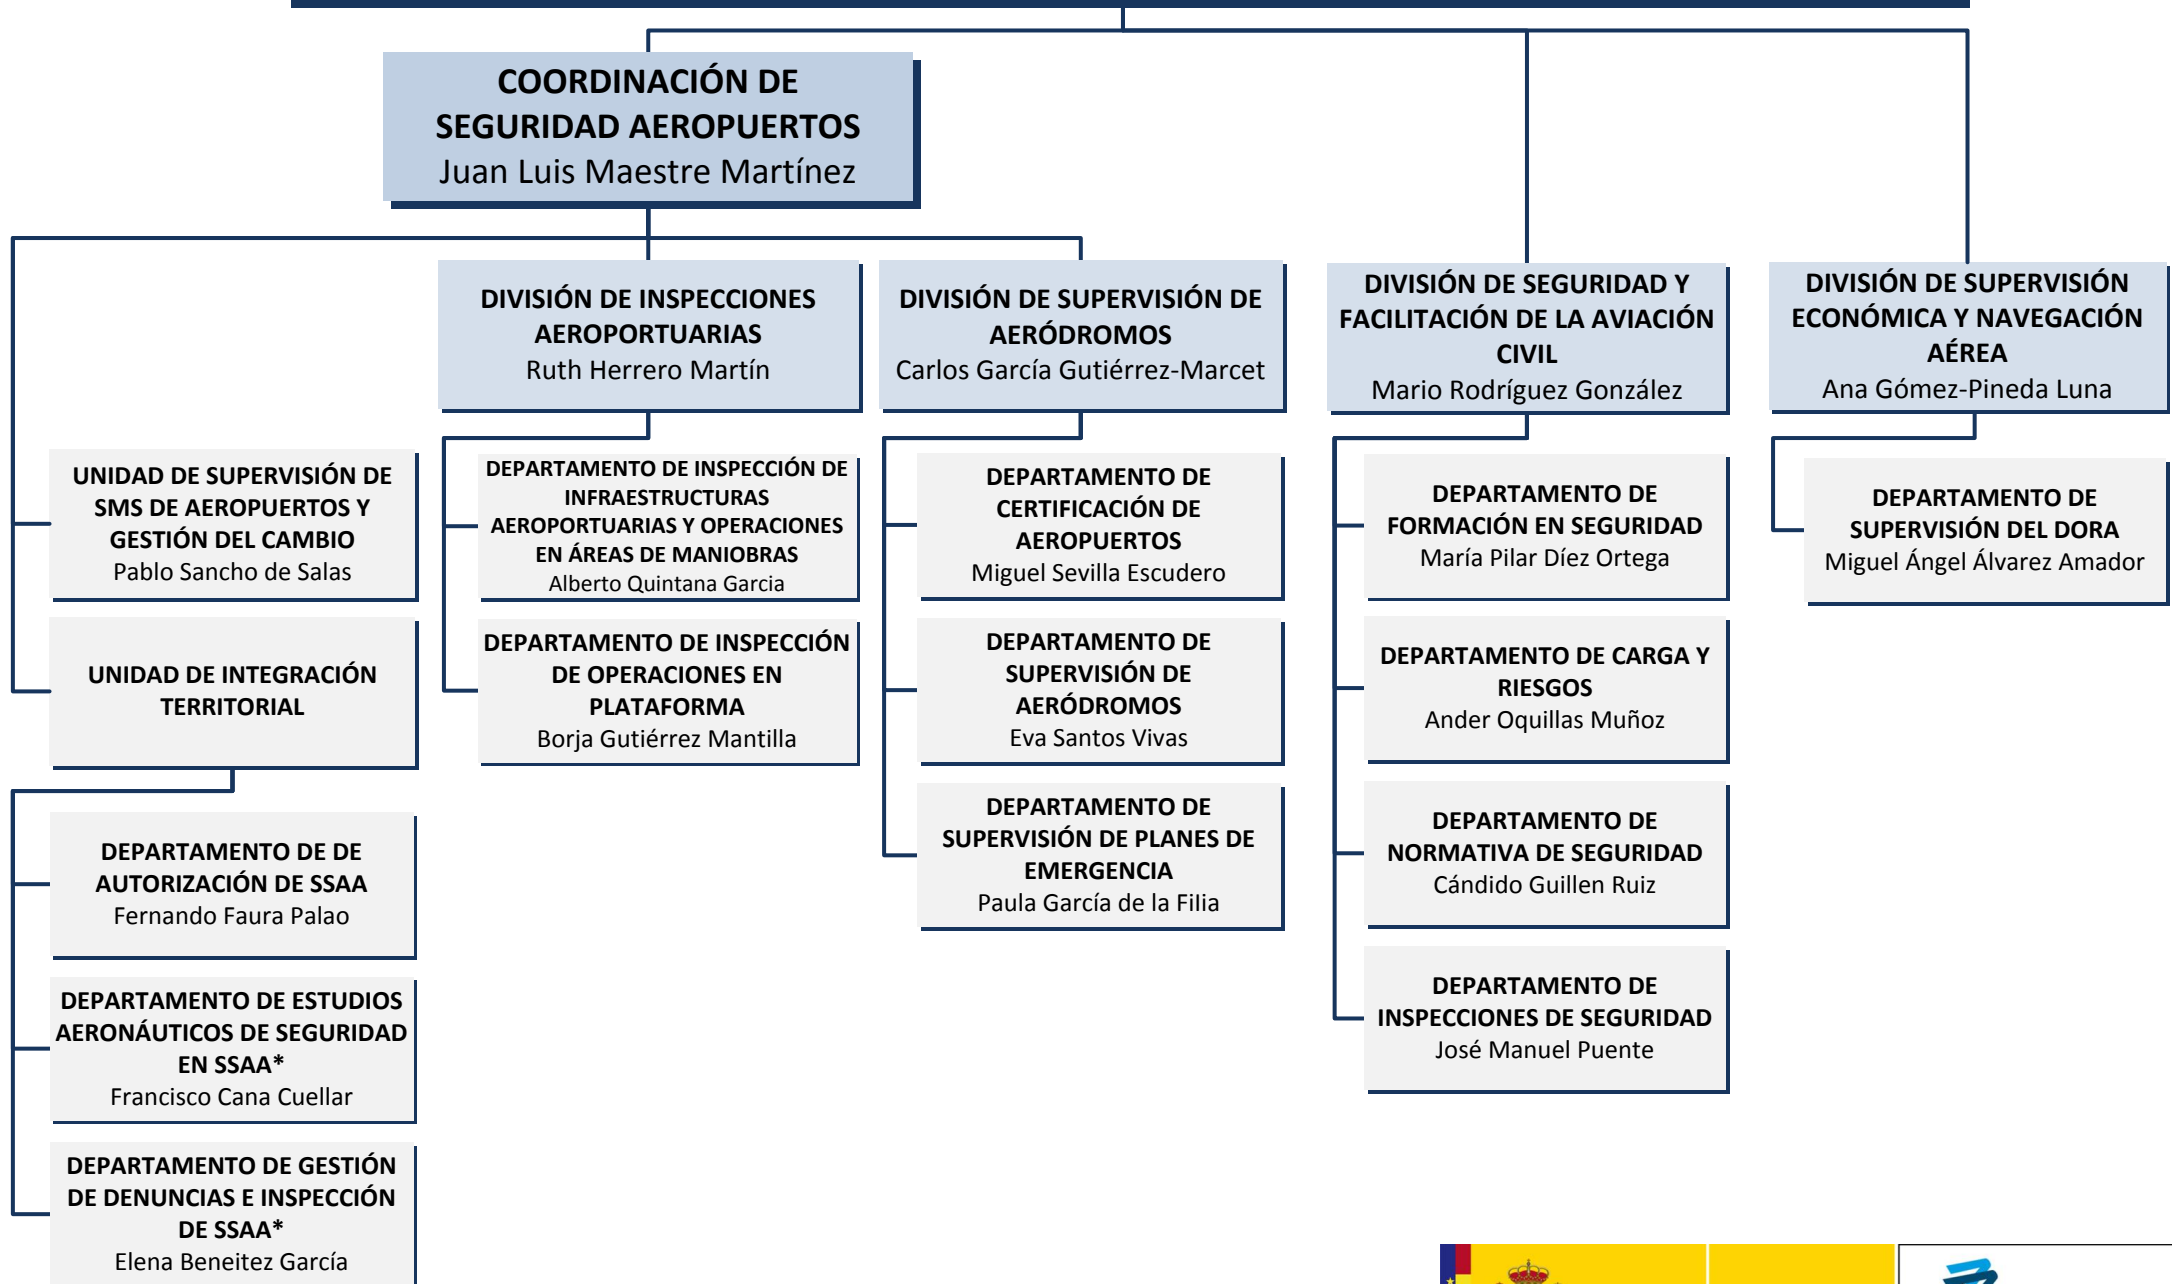 COORDINACIÓN DE
SEGURIDAD AEROPUERTOS
Juan Luis Maestre Martínez
DIVISIÓN DE INSPECCIONES
AEROPORTUARIAS
Ruth Herrero Martín
DIVISIÓN DE SUPERVISIÓN DE
AERÓDROMOS
Carlos García Gutiérrez-Marcet
DIVISIÓN DE SEGURIDAD Y
FACILITACIÓN DE LA AVIACIÓN
CIVIL
Mario Rodríguez González
DIVISIÓN DE SUPERVISIÓN
ECONÓMICA Y NAVEGACIÓN
AÉREA
Ana Gómez-Pineda Luna
UNIDAD DE SUPERVISIÓN DE
SMS DE AEROPUERTOS Y
GESTIÓN DEL CAMBIO
Pablo Sancho de Salas
UNIDAD DE INTEGRACIÓN
TERRITORIAL
DEPARTAMENTO DE DE
AUTORIZACIÓN DE SSAA
Fernando Faura Palao
DEPARTAMENTO DE ESTUDIOS
AERONÁUTICOS DE SEGURIDAD
EN SSAA*
Francisco Cana Cuellar
DEPARTAMENTO DE GESTIÓN
DE DENUNCIAS E INSPECCIÓN
DE SSAA*
Elena Beneitez García
DEPARTAMENTO DE INSPECCIÓN DE
INFRAESTRUCTURAS
AEROPORTUARIAS Y OPERACIONES
EN ÁREAS DE MANIOBRAS
Alberto Quintana Garcia
DEPARTAMENTO DE INSPECCIÓN
DE OPERACIONES EN
PLATAFORMA
Borja Gutiérrez Mantilla
DEPARTAMENTO DE
CERTIFICACIÓN DE
AEROPUERTOS
Miguel Sevilla Escudero
DEPARTAMENTO DE
SUPERVISIÓN DE
AERÓDROMOS
Eva Santos Vivas
DEPARTAMENTO DE
SUPERVISIÓN DE PLANES DE
EMERGENCIA
Paula García de la Filia
DEPARTAMENTO DE
FORMACIÓN EN SEGURIDAD
María Pilar Díez Ortega
DEPARTAMENTO DE CARGA Y
RIESGOS
Ander Oquillas Muñoz
DEPARTAMENTO DE
NORMATIVA DE SEGURIDAD
Cándido Guillen Ruiz
DEPARTAMENTO DE
INSPECCIONES DE SEGURIDAD
José Manuel Puente
DEPARTAMENTO DE
SUPERVISIÓN DEL DORA
Miguel Ángel Álvarez Amador